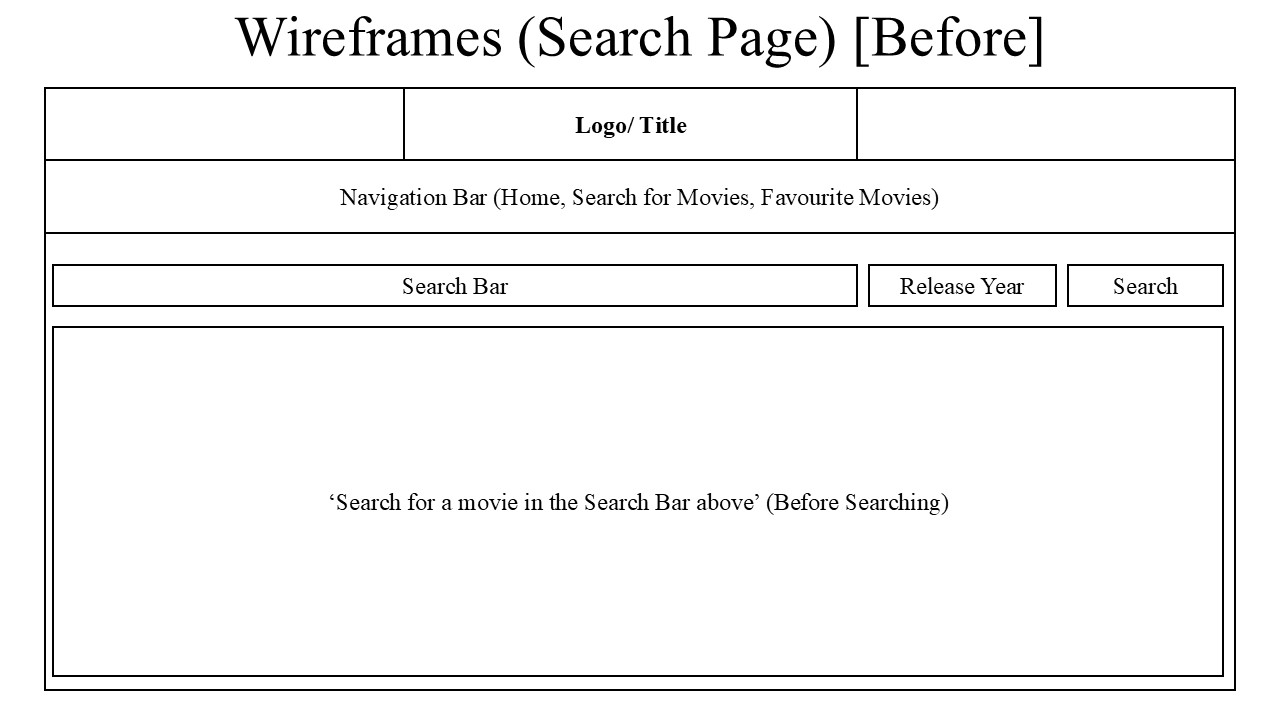 Wireframes (Search Page) [Before]
Logo/ Title
Navigation Bar (Home, Search for Movies, Favourite Movies)
Search Bar
Release Year
Search
‘Search for a movie in the Search Bar above’ (Before Searching)